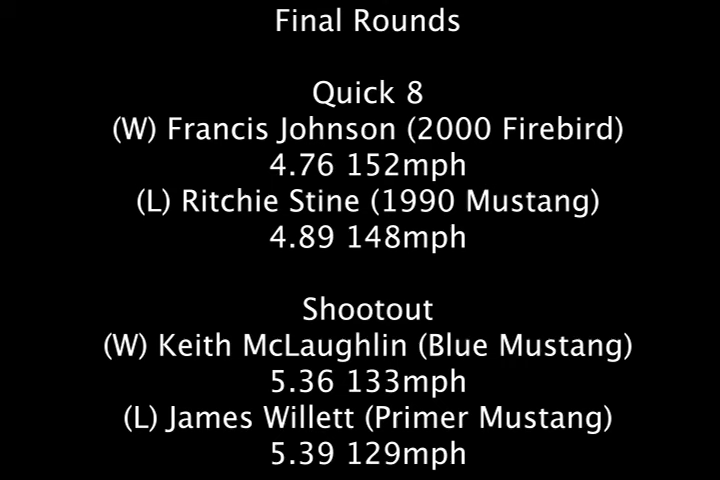 Final Rounds
Quick 8
(W) Francis Johnson (2000 Firebird)
4.76 152mph
(L) Ritchie Stine (1990 Mustang)
4.89 148mph
Shootout
(W) Keith McLaughlin (Blue Mustang)
5.36 133mph
(L) James Willett (Primer Mustang)
5.39 129mph